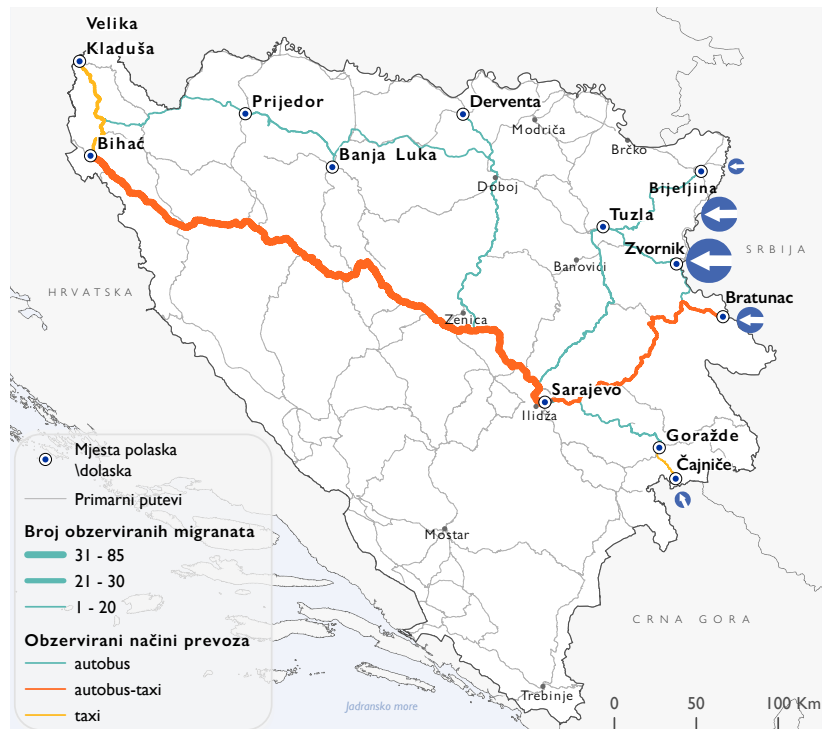 Velika
Kladuša
Prijedor
Derventa
Modriča
Brčko
Bihać
Banja Luka
Doboj
Bijeljina
Tuzla
Zvornik
SRBIJA
Banovići
HRVATSKA
Bratunac
Zenica
Sarajevo
Ilidža
Goražde
Čajniče
Mjesta polaska
\dolaska
Primarni putevi
Broj obzerviranih migranata
31 - 85
21 - 30
1 - 20
Obzervirani načini prevoza
autobus
autobus-taxi
taxi
Mostar
CRNA GORA
Trebinje
Jadransko more
0 50 100 Km